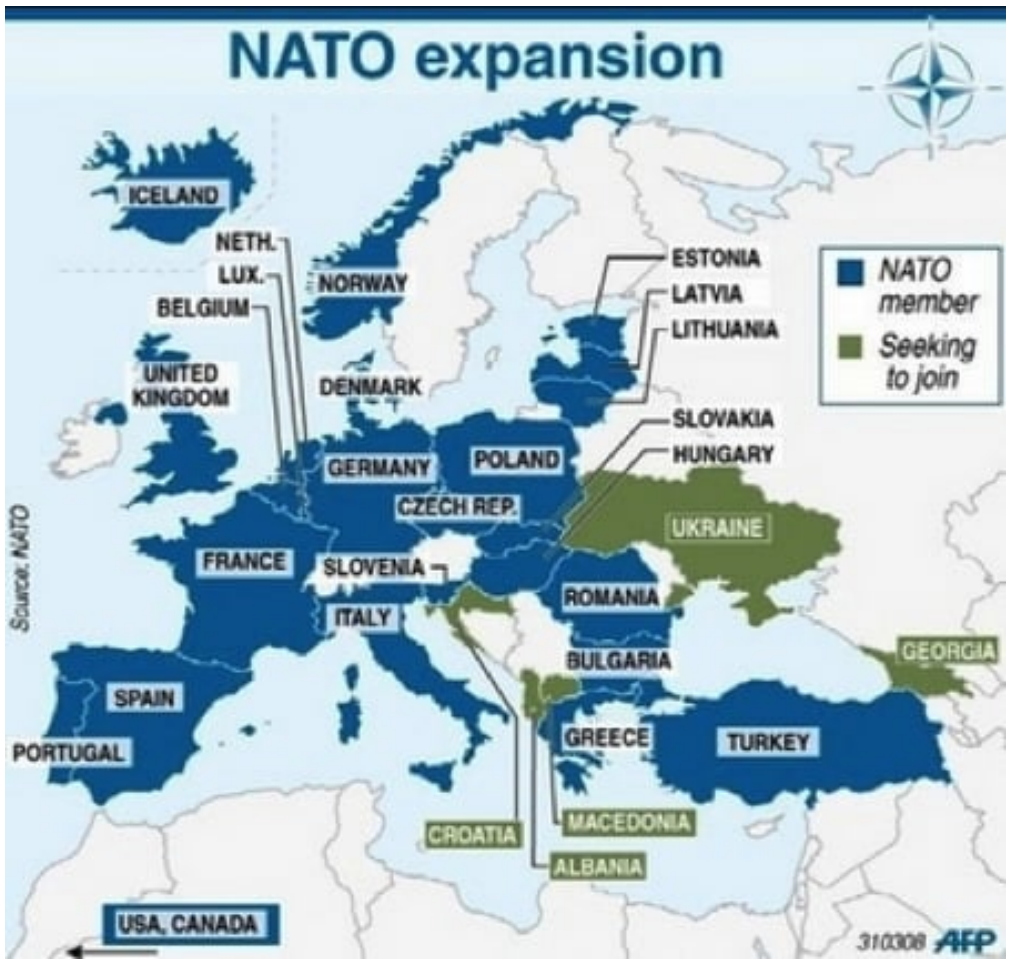 NATO expansion
ICELAND
NETH.
LUX.
BELGIUM
NORWAY
ESTONIA
LATVIA
LITHUANIA
NATO
member
Seeking
to join
UNITED
KINGDOM
DENMARK
SLOVAKIA
HUNGARY
GERMANY
POLAND
CZECH REP.
UKRAINE
FRANCE
SLOVENIA
ROMANIA
ITALY
BULGARIA
GEORGIA
SPAIN
PORTUGAL
GREECE
TURKEY
CROATIA
MACEDONIA
ALBANIA
USA, CANADA
Source: NATO
310308 AFP